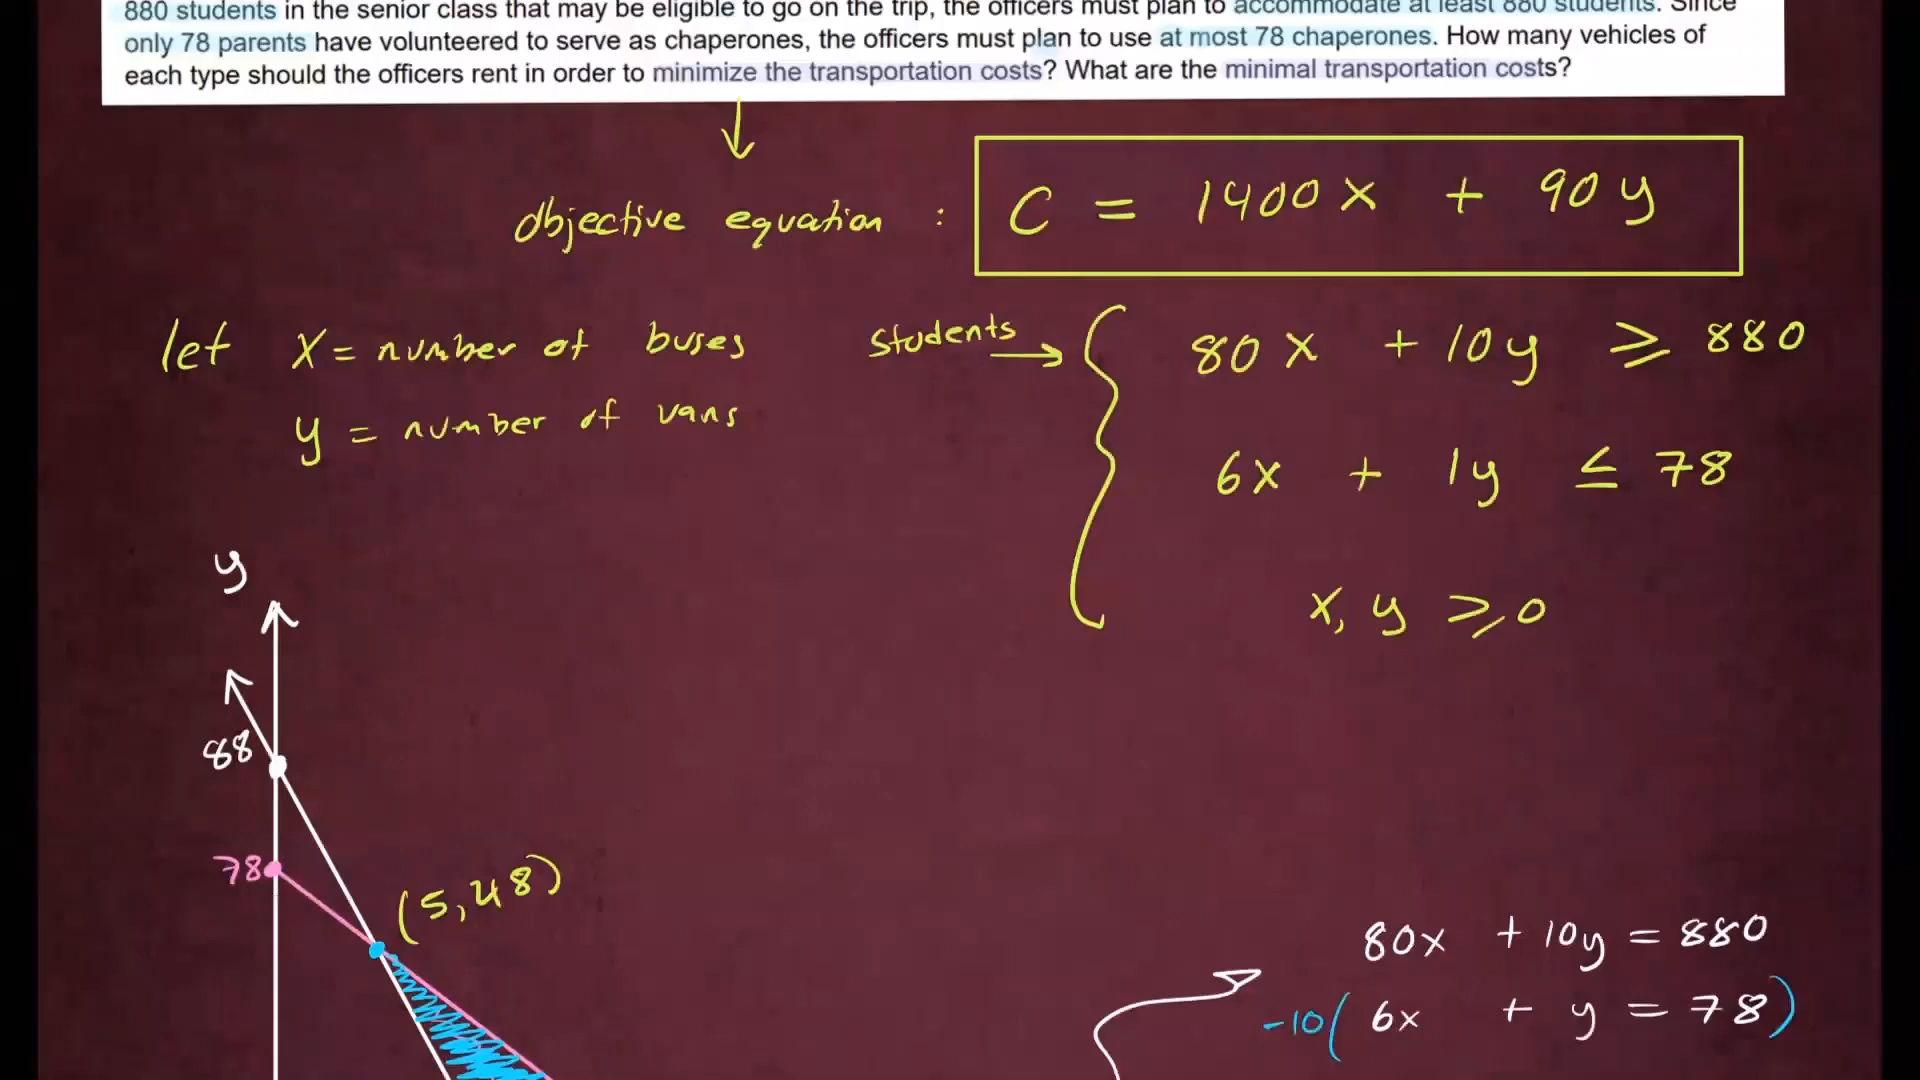 880 students in the senior class that may be eligible to go on the trip, the officers must plan to accommodate at least 880 students. Since
only 78 parents have volunteered to serve as chaperones, the officers must plan to use at most 78 chaperones. How many vehicles of
each type should the officers rent in order to minimize the transportation costs? What are the minimal transportation costs?
objective equation : C = 1400x + 90y
let x = number of buses
y = number of vans
students → 80x + 10y ≥ 880
6x + 1y ≤ 78
x, y ≥ 0
y
88
78
(5, 48)
80x + 10y = 880
-10( 6x + y = 78)